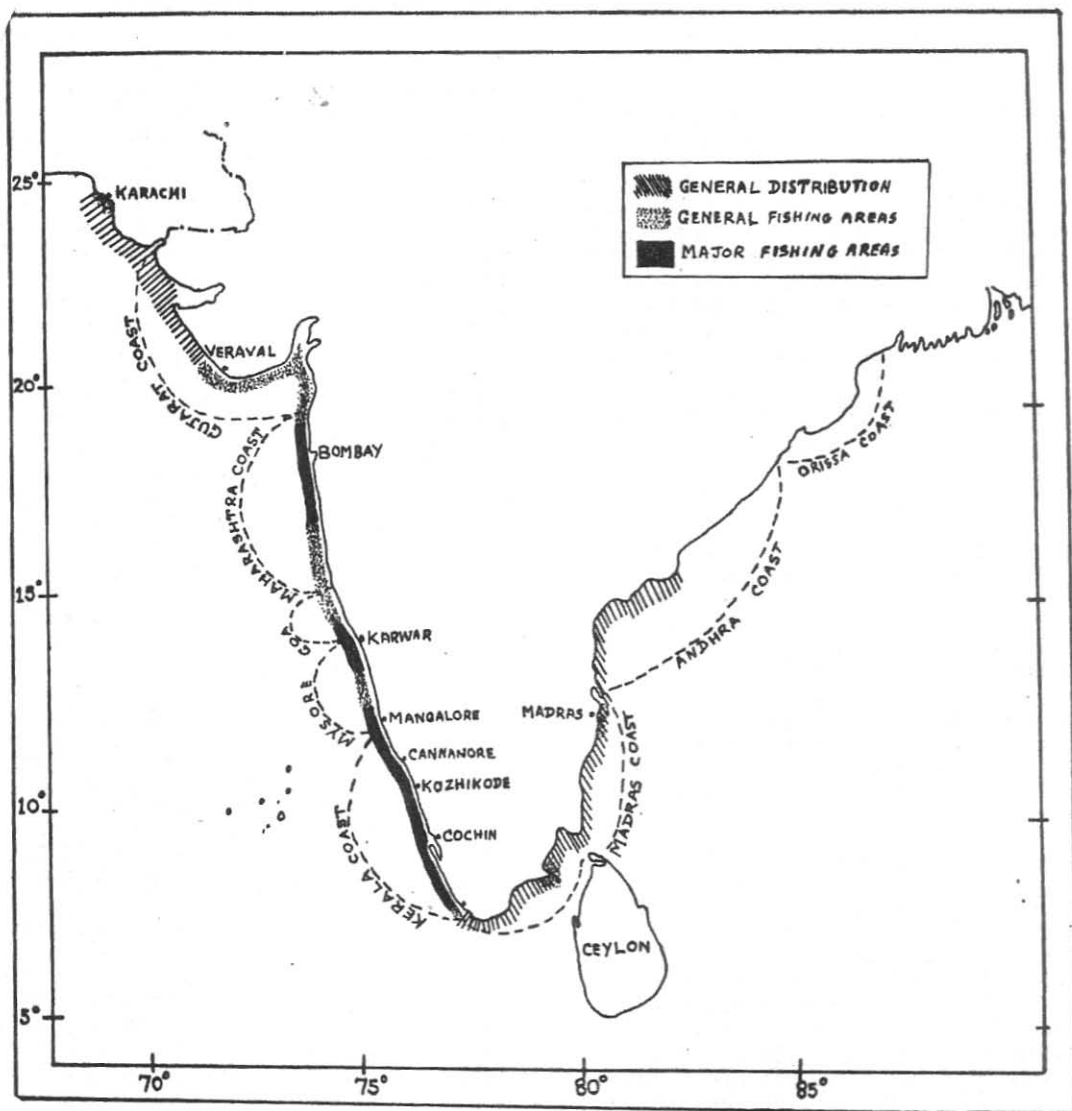 GENERAL DISTRIBUTION
GENERAL FISHING AREAS
MAJOR FISHING AREAS
25°
KARACHI
VERAVAL
GUJARAT COAST
20°
BOMBAY
MAHARASHTRA COAST
ORISSA COAST
15°
GOA
KARWAR
ANDHRA COAST
MYSORE
MANGALORE
MADRAS
CANNANORE
KOZHIKODE
MADRAS COAST
10°
COCHIN
KERALA COAST
CEYLON
5°
70°
75°
80°
85°